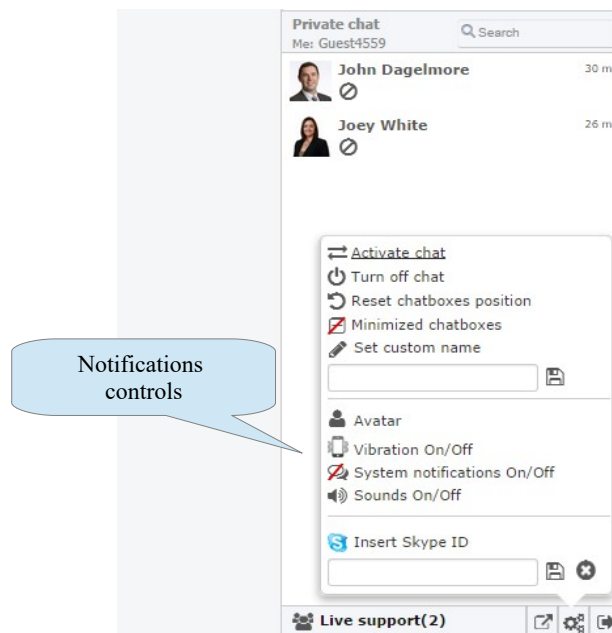 Private chat
Me: Guest4559
Search
John Dagelmore
30 m
Joey White
26 m
Activate chat
Turn off chat
Reset chatboxes position
Minimized chatboxes
Set custom name
Notifications
controls
Avatar
Vibration On/Off
System notifications On/Off
Sounds On/Off
Insert Skype ID
Live support(2)